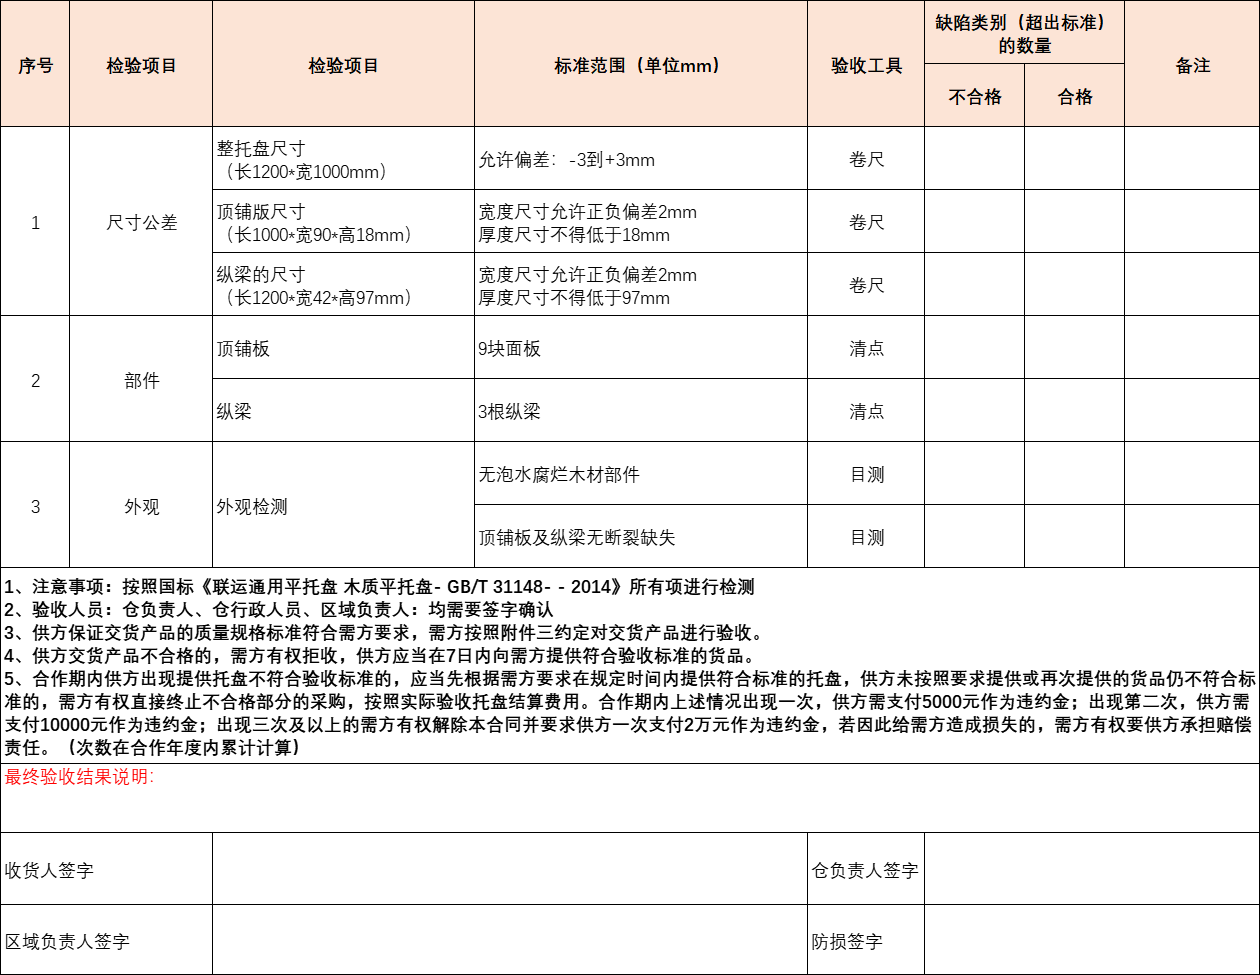 序号
检验项目
检验项目
标准范围（单位mm）
验收工具
缺陷类别（超出标准）
的数量
备注
不合格
合格
1
尺寸公差
整托盘尺寸
（长1200*宽1000mm）
允许偏差：-3到+3mm
卷尺
顶铺版尺寸
（长1000*宽90*高18mm）
宽度尺寸允许正负偏差2mm
厚度尺寸不得低于18mm
卷尺
纵梁的尺寸
（长1200*宽42*高97mm）
宽度尺寸允许正负偏差2mm
厚度尺寸不得低于97mm
卷尺
2
部件
顶铺板
9块面板
清点
纵梁
3根纵梁
清点
3
外观
外观检测
无泡水腐烂木材部件
目测
顶铺板及纵梁无断裂缺失
目测
1、注意事项：按照国标《联运通用平托盘 木质平托盘- GB/T 31148- - 2014》所有项进行检测
2、验收人员：仓负责人、仓行政人员、区域负责人：均需要签字确认
3、供方保证交货产品的质量规格标准符合需方要求，需方按照附件三约定对交货产品进行验收。
4、供方交货产品不合格的，需方有权拒收，供方应当在7日内向需方提供符合验收标准的货品。
5、合作期内供方出现提供托盘不符合验收标准的，应当先根据需方要求在规定时间内提供符合标准的托盘，供方未按照要求提供或再次提供的货品仍不符合标
准的，需方有权直接终止不合格部分的采购，按照实际验收托盘结算费用。合作期内上述情况出现一次，供方需支付5000元作为违约金；出现第二次，供方需
支付10000元作为违约金；出现三次及以上的需方有权解除本合同并要求供方一次支付2万元作为违约金，若因此给需方造成损失的，需方有权要供方承担赔偿
责任。（次数在合作年度内累计计算）
最终验收结果说明：
收货人签字
仓负责人签字
区域负责人签字
防损签字